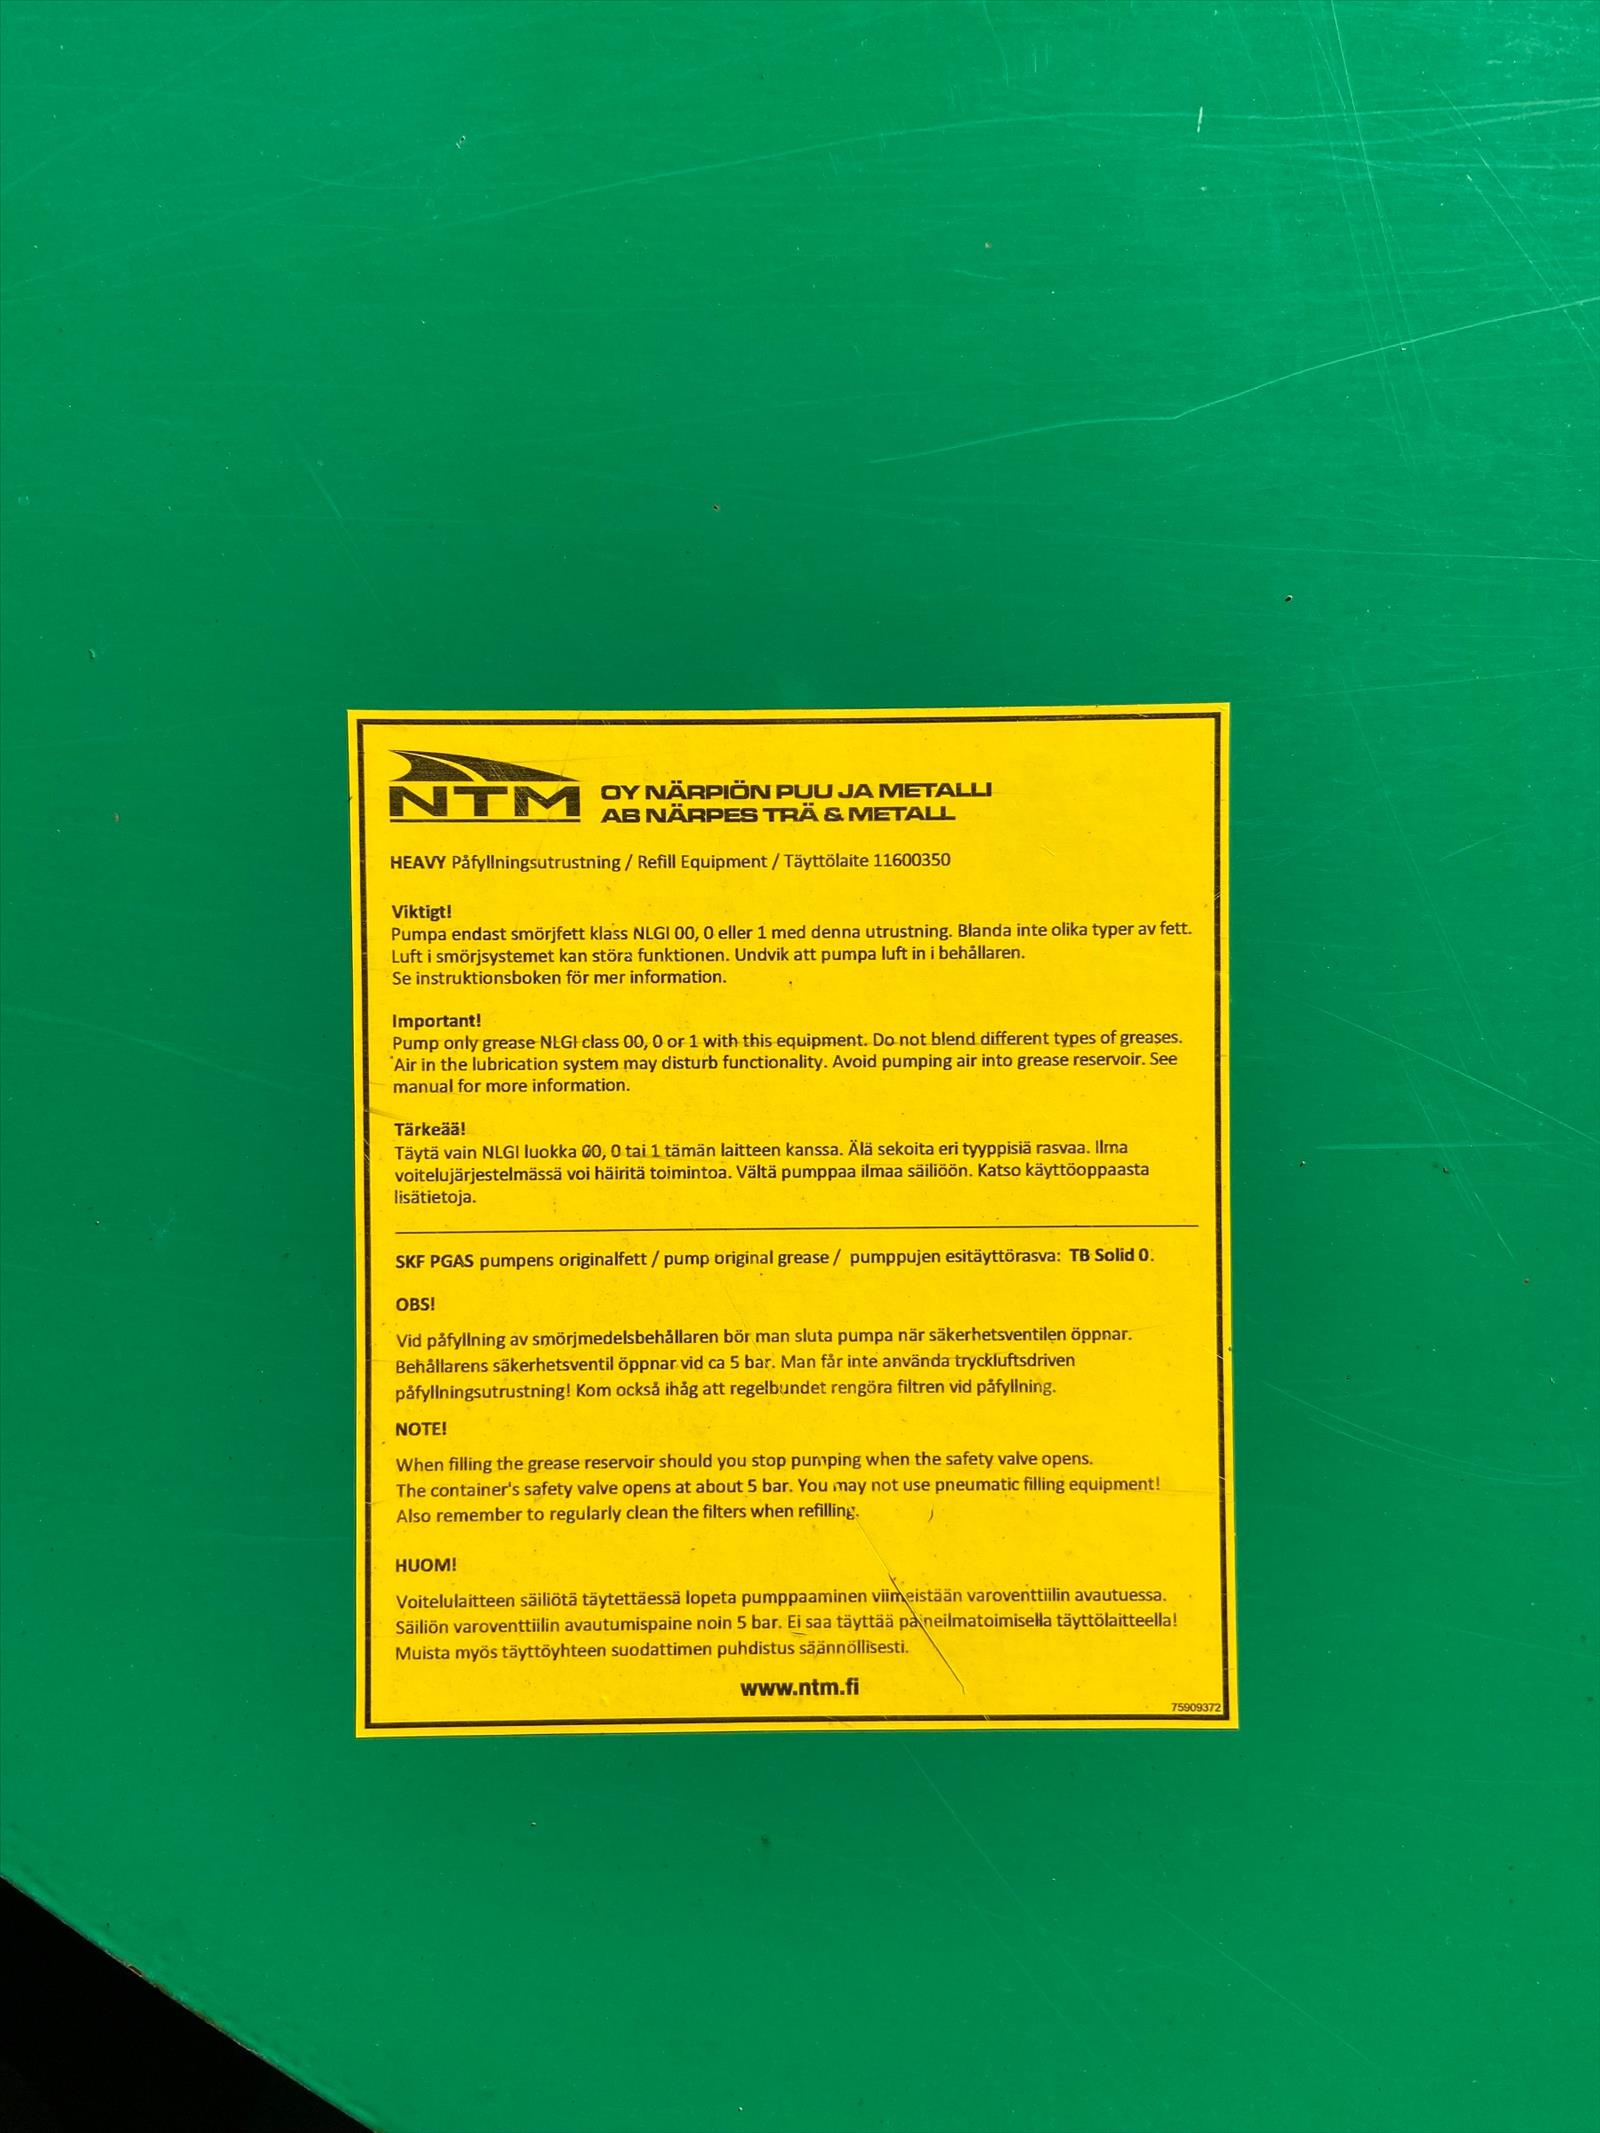 NTM
OY NÄRPIÖN PUU JA METALLI
AB NÄRPES TRÄ & METALL
HEAVY Påfyllningsutrustning / Refill Equipment / Täyttölaite 11600350
Viktigt!
Pumpa endast smörjfett klass NLGI 00, 0 eller 1 med denna utrustning. Blanda inte olika typer av fett.
Luft i smörjsystemet kan störa funktionen. Undvik att pumpa luft in i behållaren.
Se instruktionsboken för mer information.
Important!
Pump only grease NLGI class 00, 0 or 1 with this equipment. Do not blend different types of greases.
Air in the lubrication system may disturb functionality. Avoid pumping air into grease reservoir. See
manual for more information.
Tärkeää!
Täytä vain NLGI luokka 00, 0 tai 1 tämän laitteen kanssa. Älä sekoita eri tyyppisiä rasvaa. Ilma
voitelujärjestelmässä voi häiritä toimintoa. Vältä pumppaa ilmaa säiliöön. Katso käyttöoppaasta
lisätietoja.
SKF PGAS pumpens originalfett / pump original grease / pumppujen esitäyttörasva: TB Solid 0.
OBS!
Vid påfyllning av smörjmedelsbehållaren bör man sluta pumpa när säkerhetsventilen öppnar.
Behållarens säkerhetsventil öppnar vid ca 5 bar. Man får inte använda tryckluftsdriven
påfyllningsutrustning! Kom också ihåg att regelbundet rengöra filtren vid påfyllning.
NOTE!
When filling the grease reservoir should you stop pumping when the safety valve opens.
The container's safety valve opens at about 5 bar. You may not use pneumatic filling equipment!
Also remember to regularly clean the filters when refilling.
HUOM!
Voitelulaitteen säiliötä täytettäessä lopeta pumppaaminen viimeistään varoventtiilin avautuessa.
Säiliön varoventtiilin avautumispaine noin 5 bar. Ei saa täyttää paineilmatoimisella täyttölaitteella!
Muista myös täyttöyhteen suodattimen puhdistus säännöllisesti.
www.ntm.fi
75909372